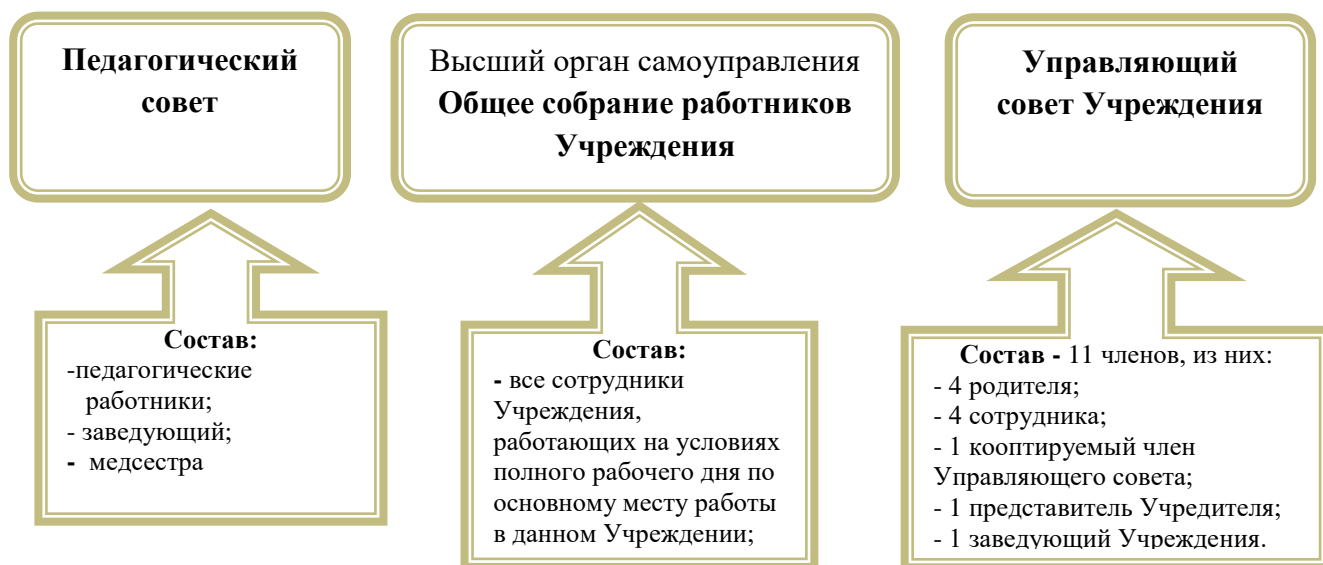 Педагогический
совет
Высший орган самоуправления
Общее собрание работников
Учреждения
Управляющий
совет Учреждения
Состав:
-педагогические
работники;
- заведующий;
- медсестра
Состав:
- все сотрудники
Учреждения,
работающих на условиях
полного рабочего дня по
основному месту работы
в данном Учреждении;
Состав - 11 членов, из них:
- 4 родителя;
- 4 сотрудника;
- 1 кооптируемый член
Управляющего совета;
- 1 представитель Учредителя;
- 1 заведующий Учреждения.